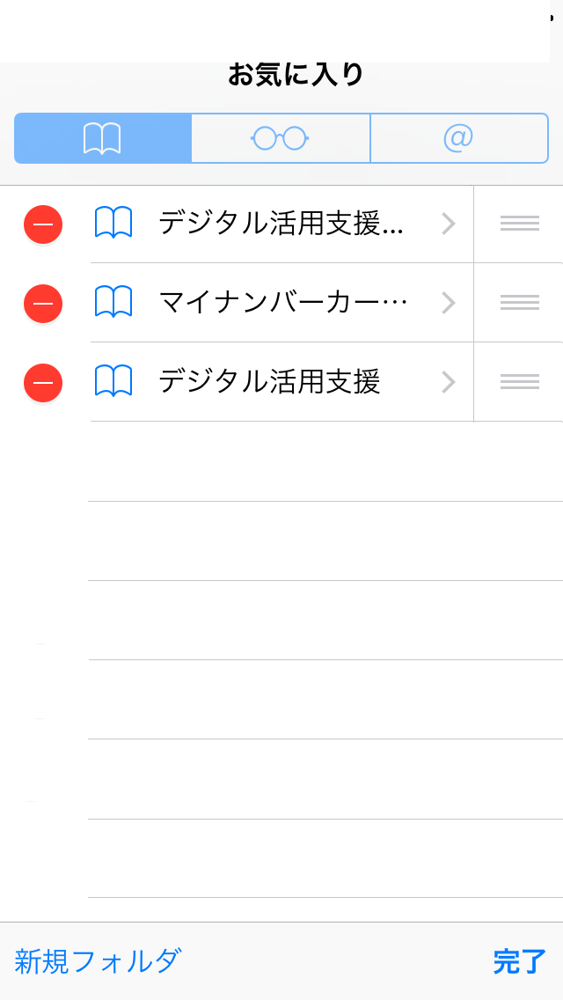 お気に入り
@
デジタル活用支援...
マイナンバーカー…
デジタル活用支援
新規フォルダ
完了